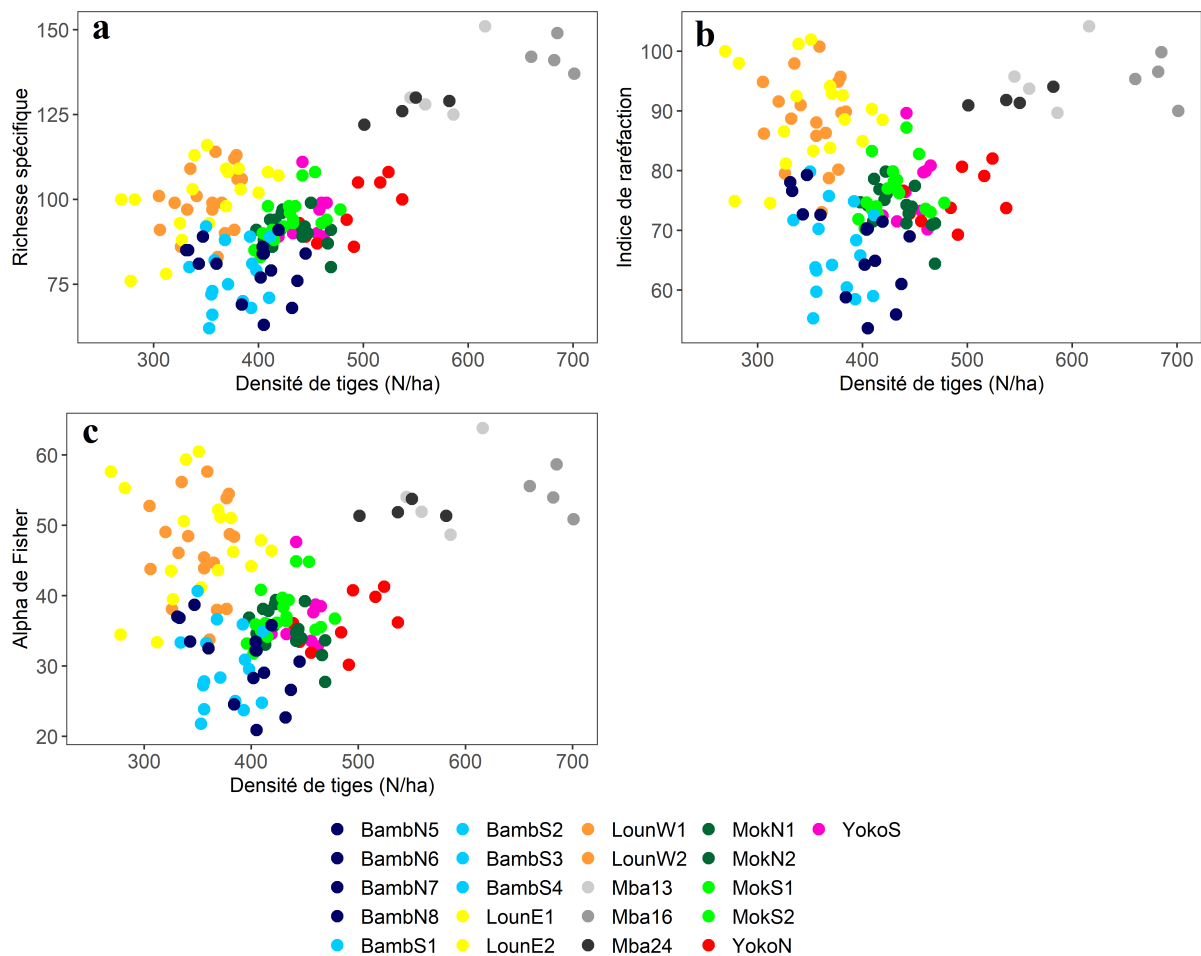 a
Richesse spécifique
150
125
100
75
300 400 500 600 700
Densité de tiges (N/ha)
b
Indice de raréfaction
100
90
80
70
60
300 400 500 600 700
Densité de tiges (N/ha)
c
Alpha de Fisher
60
50
40
30
20
300 400 500 600 700
Densité de tiges (N/ha)
BambN5 BambS2 LounW1 MokN1 YokoS
BambN6 BambS3 LounW2 MokN2
BambN7 BambS4 Mba13 MokS1
BambN8 LounE1 Mba16 MokS2
BambS1 LounE2 Mba24 YokoN